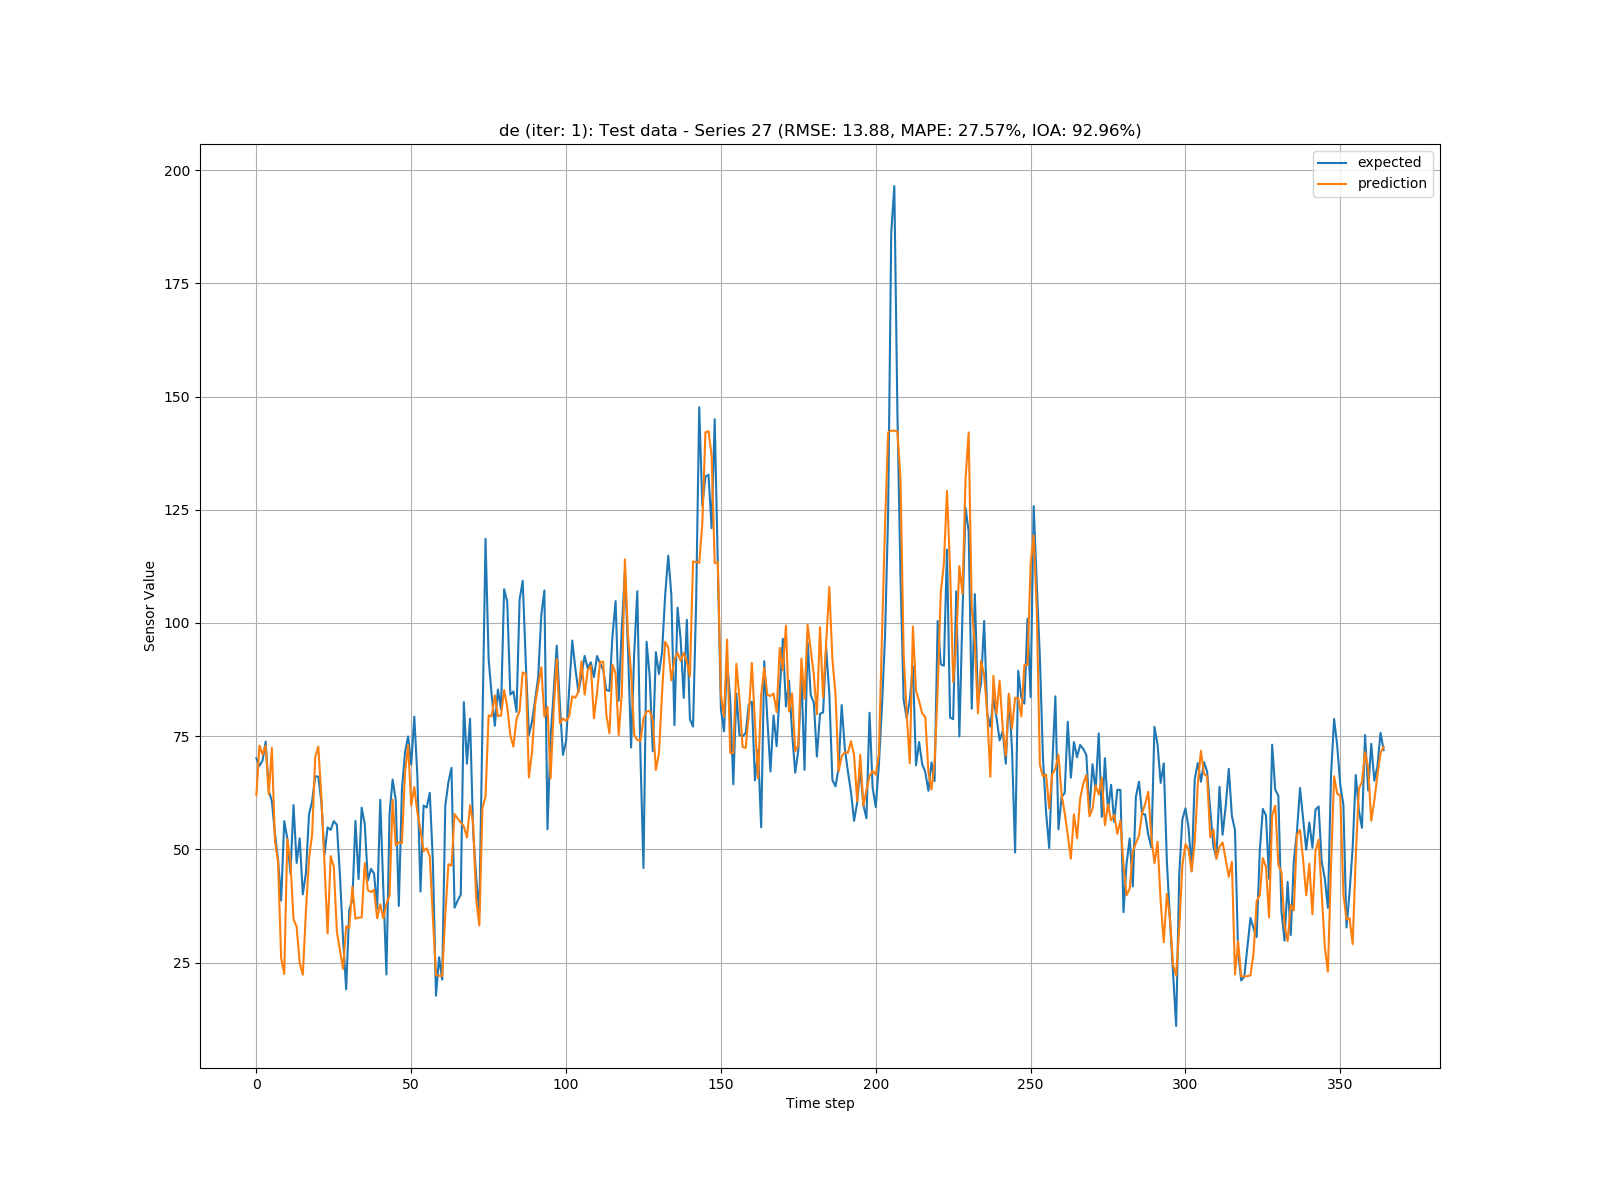 de (iter: 1): Test data - Series 27 (RMSE: 13.88, MAPE: 27.57%, IOA: 92.96%)
expected
prediction
200
175
150
125
100
75
50
25
Sensor Value
0 50 100 150 200 250 300 350
Time step